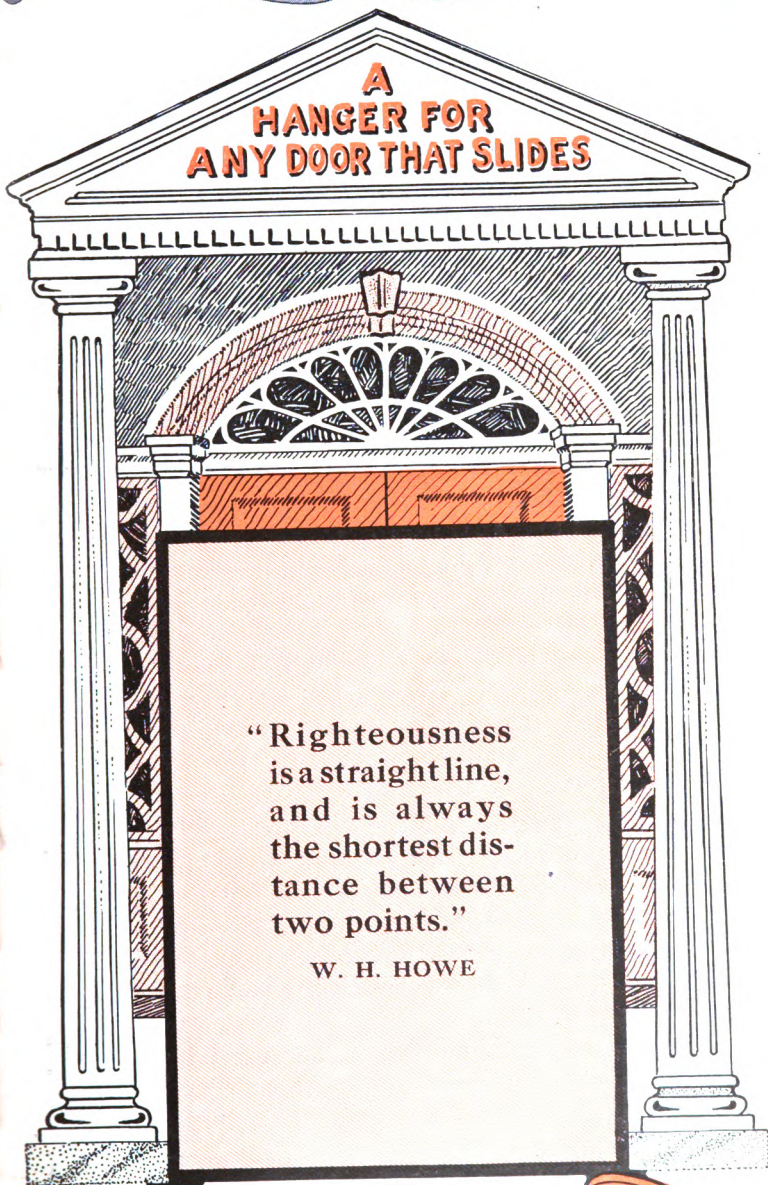 A
HANGER FOR
ANY DOOR THAT SLIDES
“Righteousness
is a straight line,
and is always
the shortest dis-
tance between
two points.”
W. H. HOWE